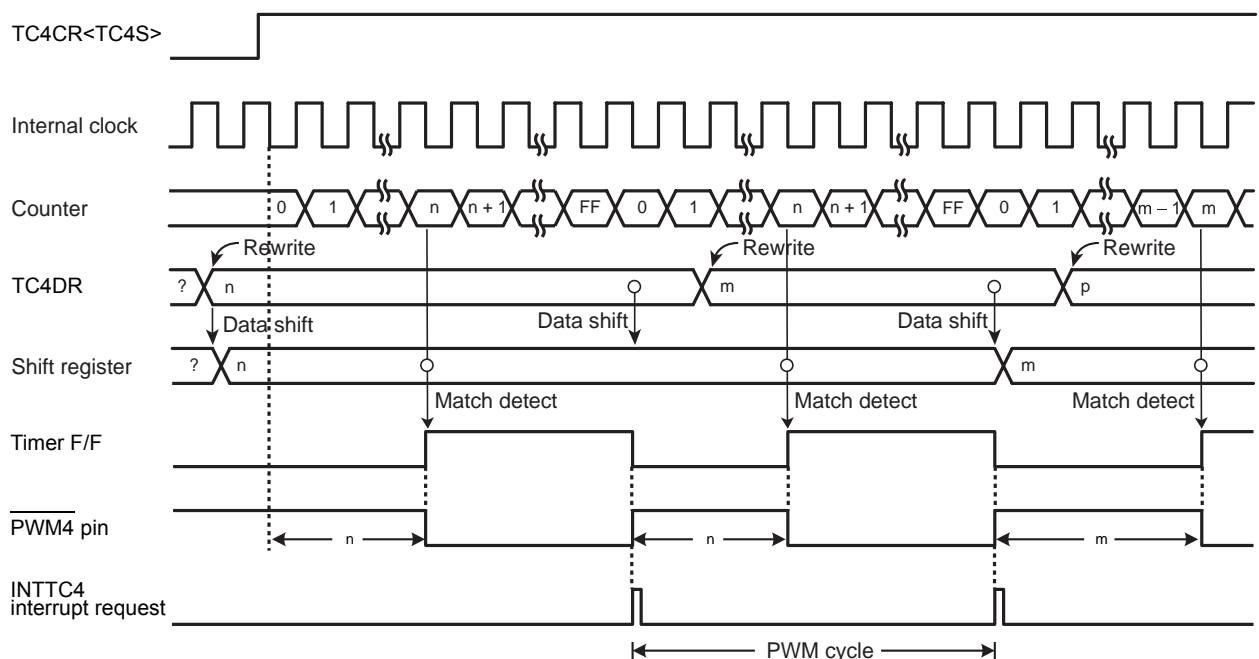 TC4CR<TC4S>
Internal clock
Counter
0 1 n n + 1 FF 0 1 n n + 1 FF 0 1 m – 1 m
Rewrite Rewrite Rewrite
TC4DR
? n m p
Data shift Data shift Data shift
Shift register
? n m
Match detect Match detect Match detect
Timer F/F
PWM4 pin
n n m
INTTC4
interrupt request
PWM cycle